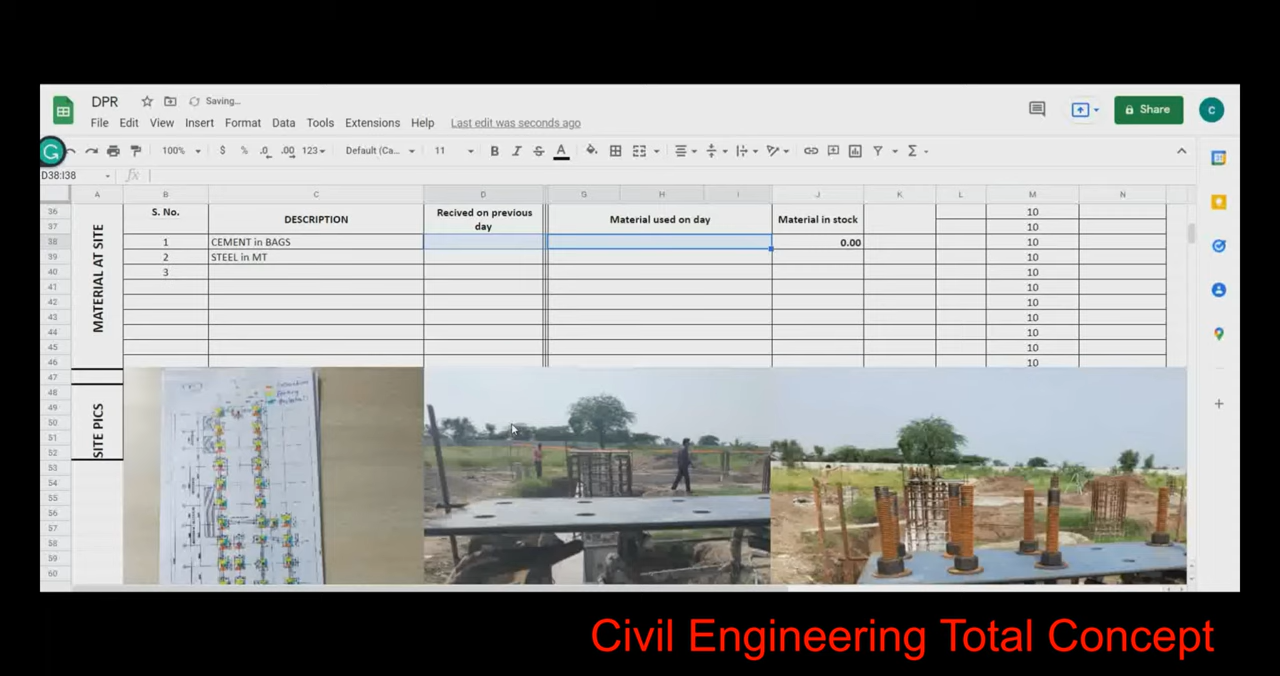 DPR Saving...
File Edit View Insert Format Data Tools Extensions Help Last edit was seconds ago
Share C
100% $ % .0 .00 123 Default (Ca... 11 B I S A
D38:I38 fx
A B C D G H I J K L M N
36 S. No. DESCRIPTION Recived on previous day Material used on day Material in stock 10
37 10
38 1 CEMENT in BAGS 0.00 10
39 2 STEEL in MT 10
40 3 10
41 10
42 10
43 10
44 10
45 10
46 10
MATERIAL AT SITE
47
48
49
50
51
52
SITE PICS
53
54
55
56
57
58
59
60
Civil Engineering Total Concept